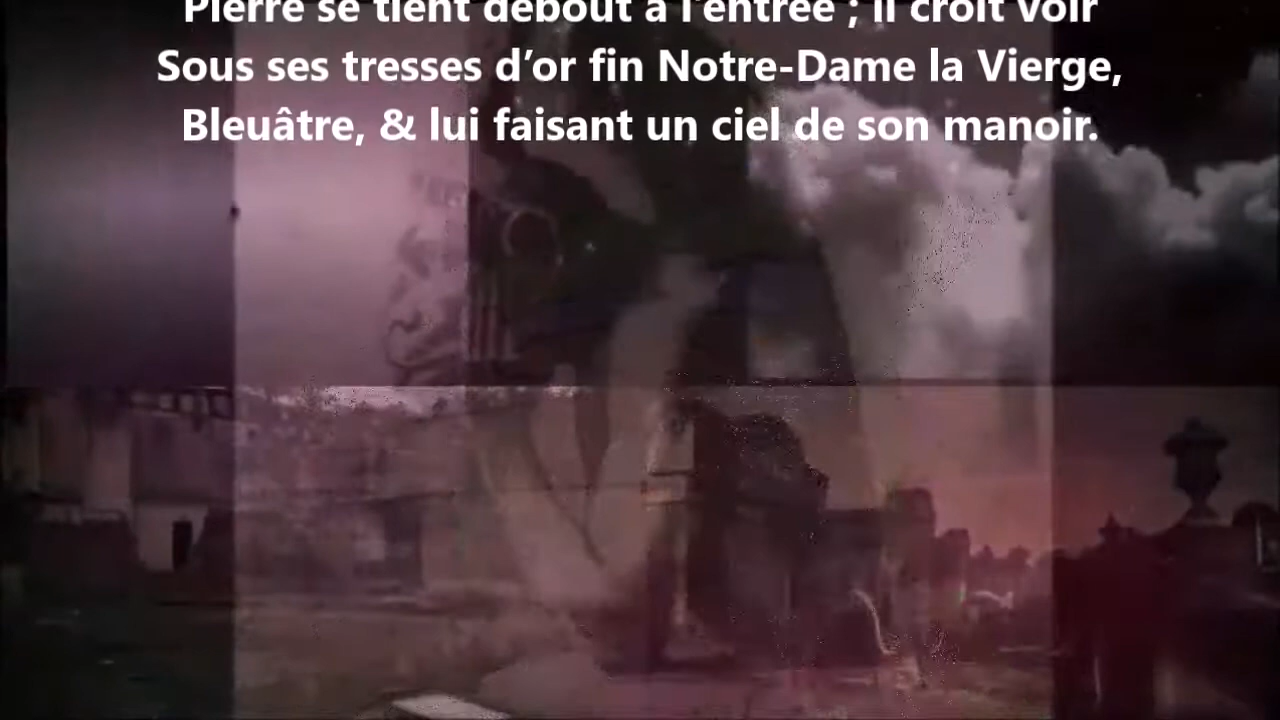 Pierre se tient debout à l’entrée ; il croit voir
Sous ses tresses d’or fin Notre-Dame la Vierge,
Bleuâtre, & lui faisant un ciel de son manoir.